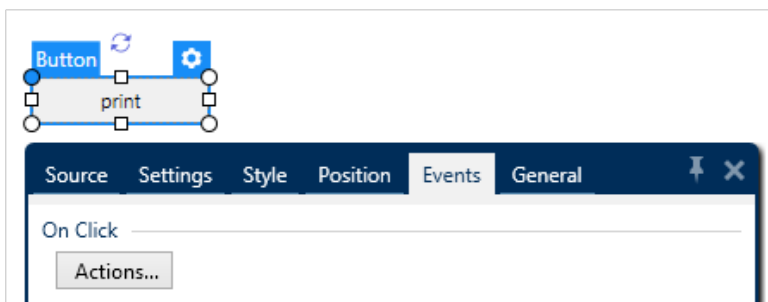 Button
print
Source Settings Style Position Events General
On Click
Actions...